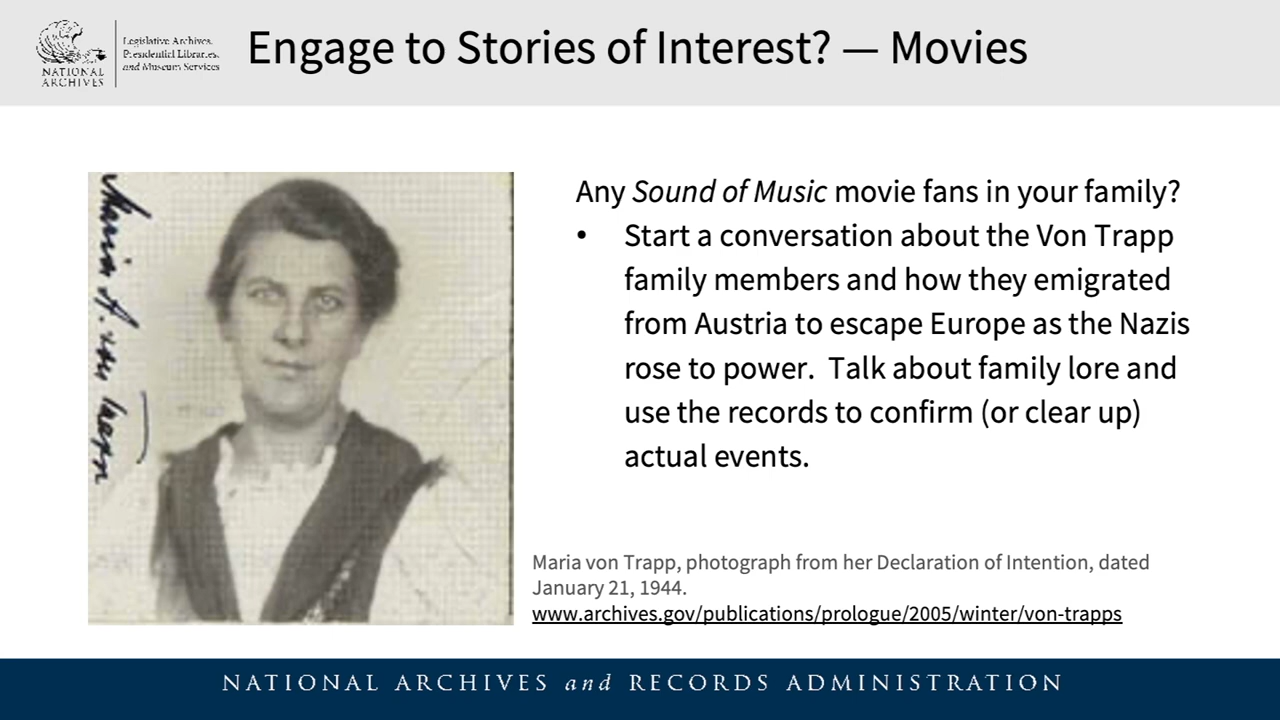 Legislative Archives,
Presidential Libraries,
and Museum Services
NATIONAL
ARCHIVES
Engage to Stories of Interest? — Movies
Maria A. von Trapp
Any Sound of Music movie fans in your family?
• Start a conversation about the Von Trapp
family members and how they emigrated
from Austria to escape Europe as the Nazis
rose to power.  Talk about family lore and
use the records to confirm (or clear up)
actual events.
Maria von Trapp, photograph from her Declaration of Intention, dated
January 21, 1944.
www.archives.gov/publications/prologue/2005/winter/von-trapps
NATIONAL ARCHIVES and RECORDS ADMINISTRATION